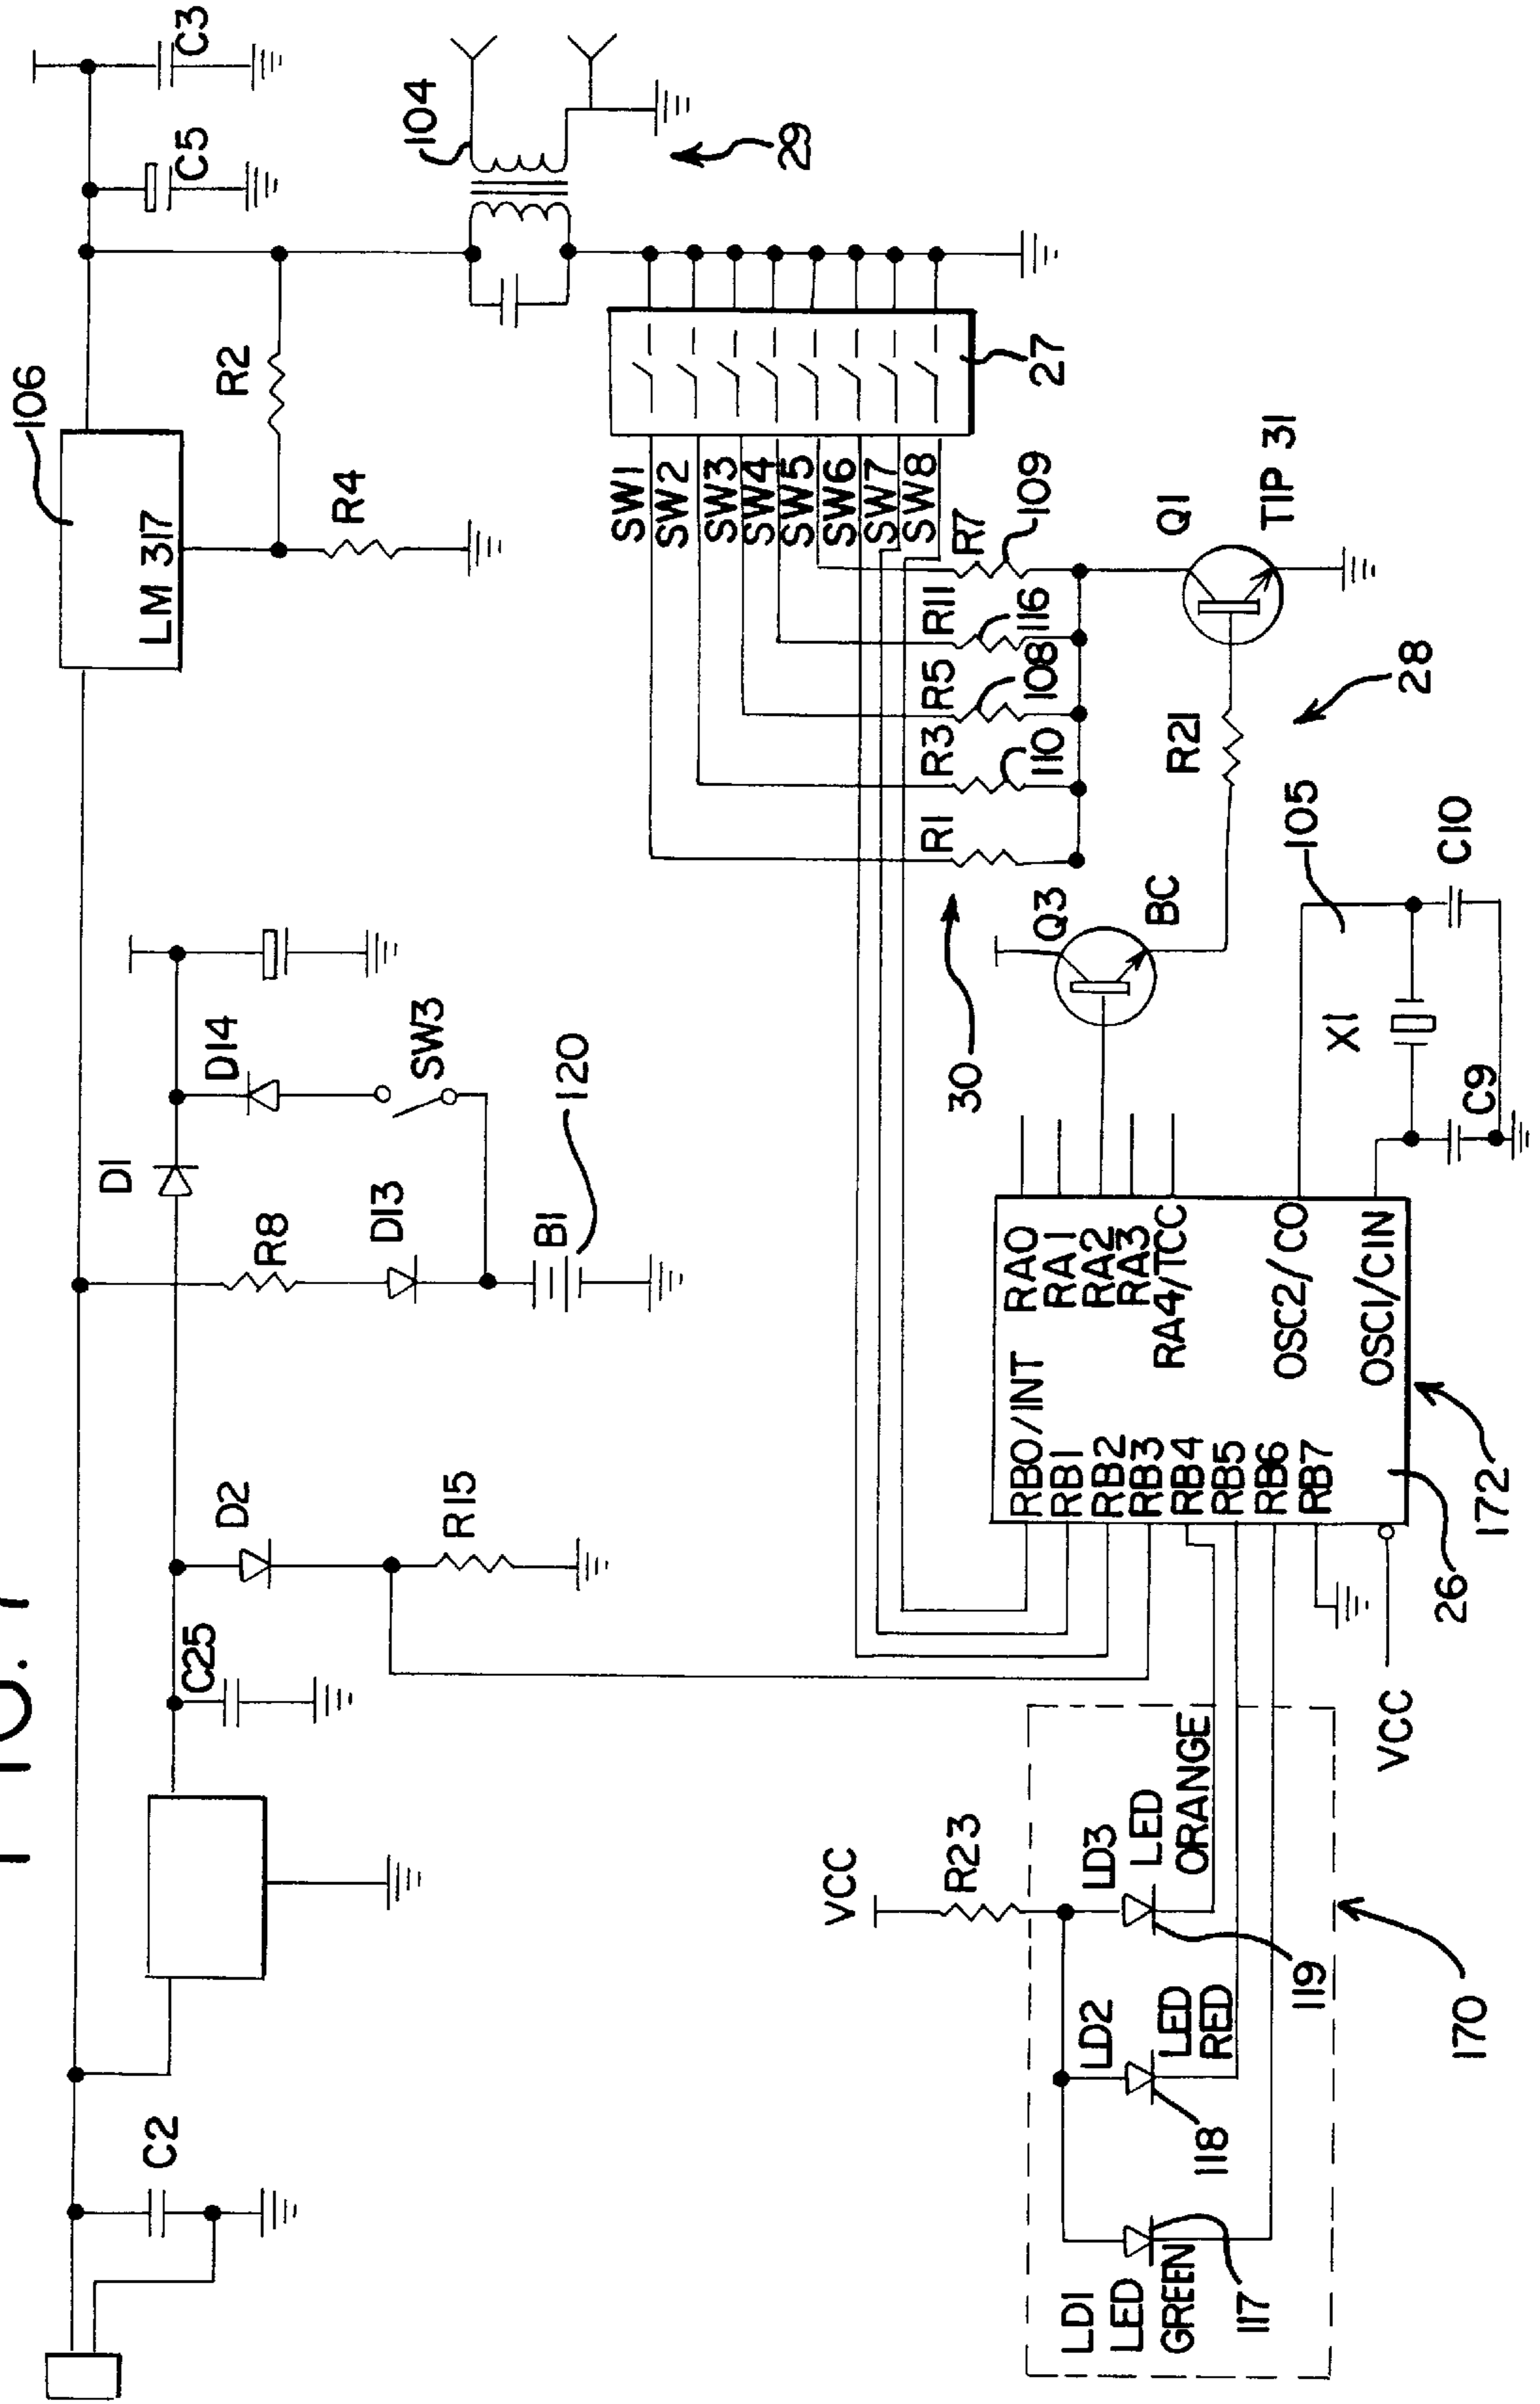 106
LM 317
R2
R4
C5
C3
104
29
27
SW1
SW2
SW3
SW4
SW5
SW6
SW7
SW8
R1
R3
R5
R11
R7
110
108
116
109
30
Q1
TIP 31
28
R21
Q3
BC
105
X1
C10
C9
D1
D14
SW3
R8
D13
B1
120
D2
R15
C25
C2
RB0/INT
RB1
RB2
RB3
RB4
RB5
RB6
RB7
RA0
RA1
RA2
RA3
RA4/TCC
OSC2/CO
OSC1/CIN
172
26
VCC
VCC
R23
LD3
LED
ORANGE
119
LD2
LED
RED
118
LD1
LED
GREEN
117
170